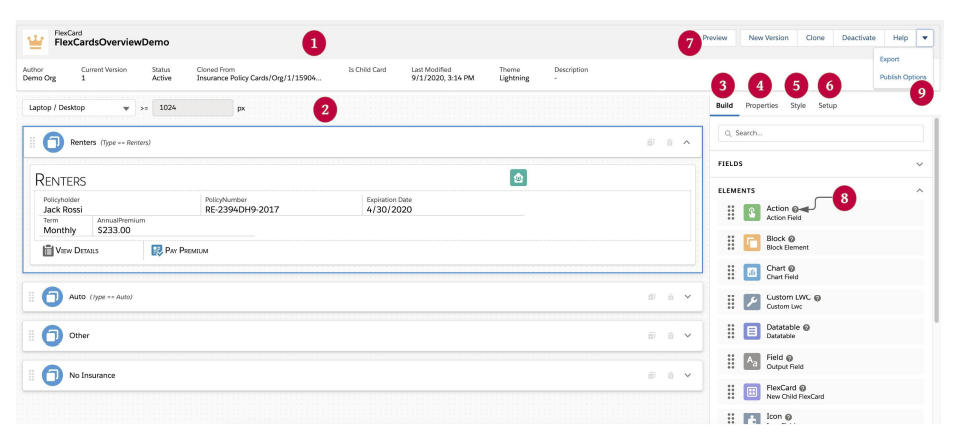 FlexCard
FlexCardsOverviewDemo
1
7
Preview
New Version
Clone
Deactivate
Help
Export
Publish Options
9
Author
Demo Org
Current Version
1
Status
Active
Cloned From
Insurance Policy Cards/Org/1/15904...
Is Child Card
Last Modified
9/1/2020, 3:14 PM
Theme
Lightning
Description
-
Laptop / Desktop
>= 1024 px
2
3
4
5
6
Build
Properties
Style
Setup
Renters (Type == Renters)
RENTERS
Policyholder
Jack Rossi
PolicyNumber
RE-2394DH9-2017
Expiration Date
4/30/2020
Term
Monthly
AnnualPremium
$233.00
VIEW DETAILS
PAY PREMIUM
Auto (Type == Auto)
Other
No Insurance
Search...
FIELDS
ELEMENTS
8
Action
Action Field
Block
Block Element
Chart
Chart Field
Custom LWC
Custom Lwc
Datatable
Datatable
Aa
Field
Output Field
FlexCard
New Child FlexCard
Icon